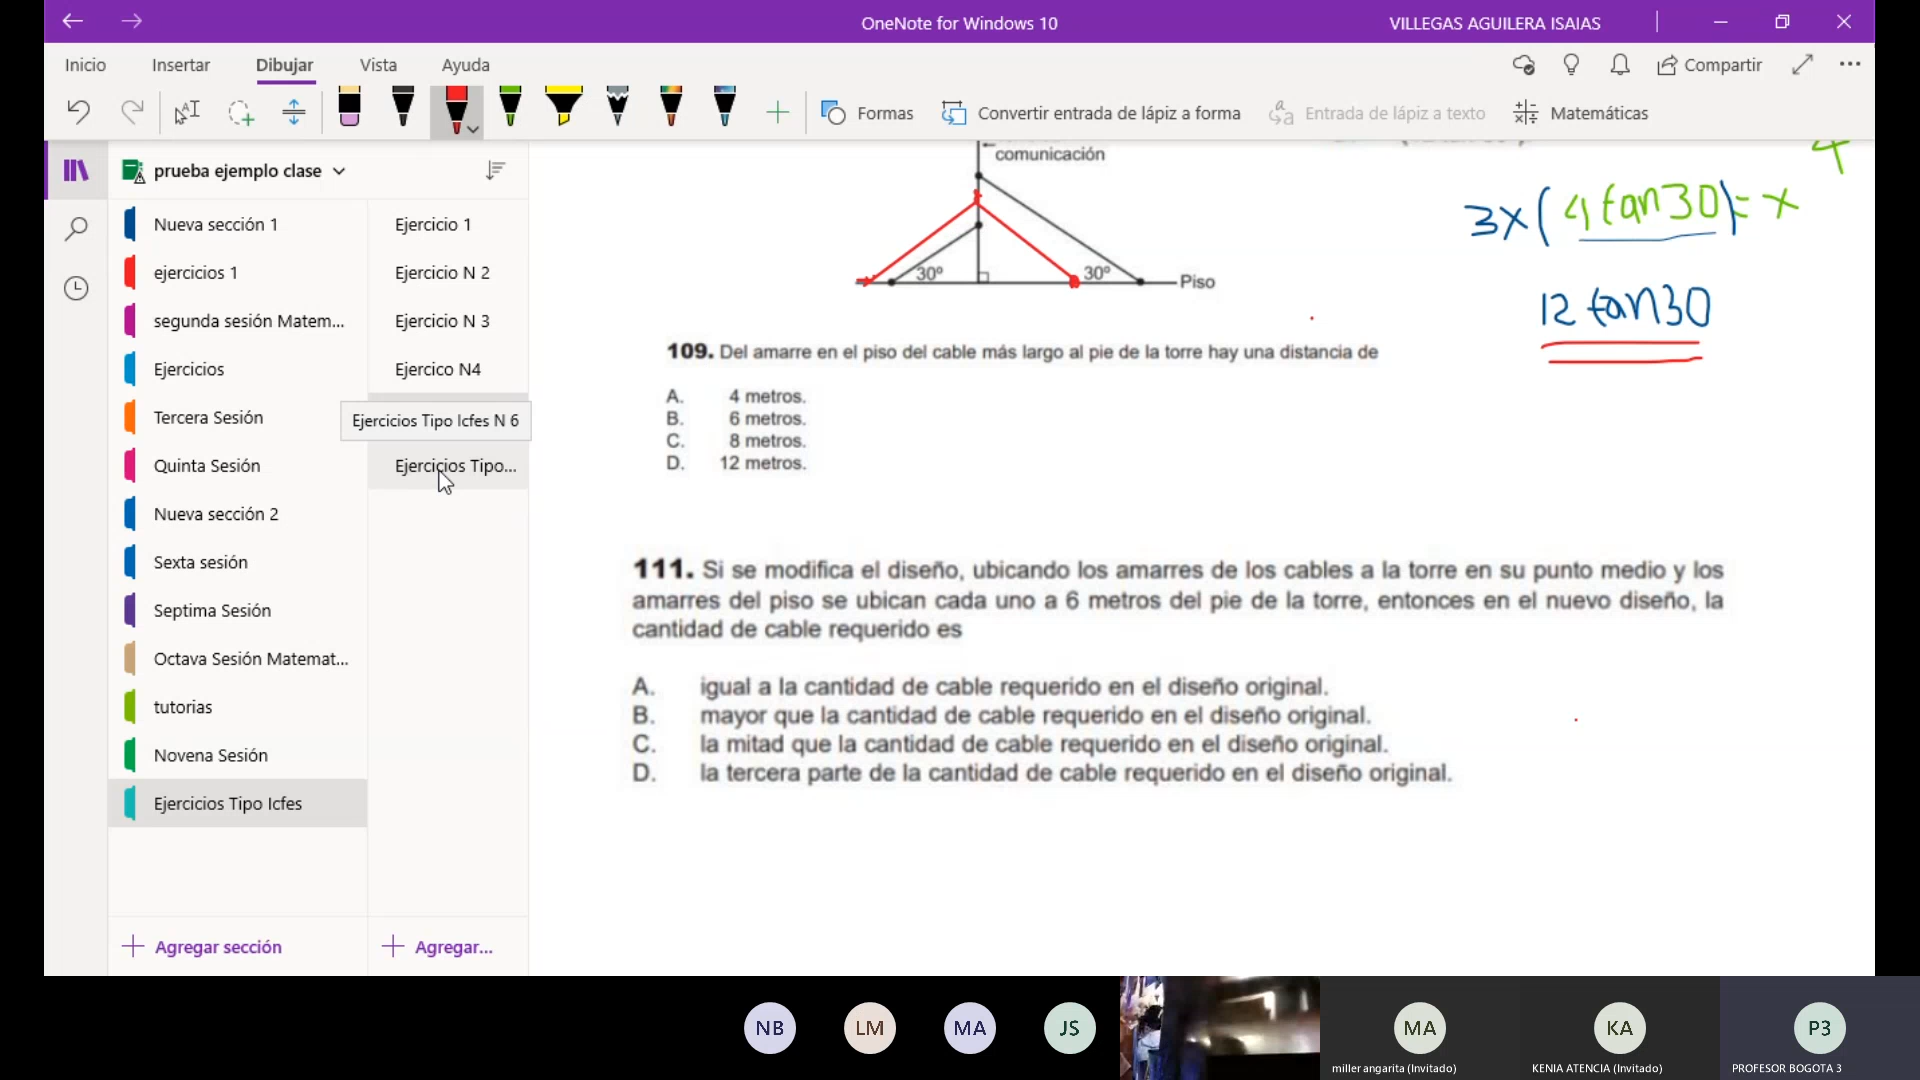 OneNote for Windows 10
VILLEGAS AGUILERA ISAIAS
Inicio
Insertar
Dibujar
Vista
Ayuda
Compartir
Formas
Convertir entrada de lápiz a forma
Entrada de lápiz a texto
Matemáticas
prueba ejemplo clase
Nueva sección 1
ejercicios 1
segunda sesión Matem...
Ejercicios
Tercera Sesión
Quinta Sesión
Nueva sección 2
Sexta sesión
Septima Sesión
Octava Sesión Matemat...
tutorias
Novena Sesión
Ejercicios Tipo Icfes
Agregar sección
Ejercicio 1
Ejercicio N 2
Ejercicio N 3
Ejercico N4
Ejercicios Tipo Icfes N 6
Ejercicios Tipo...
Agregar...
comunicación
30º
30º
Piso
4
3x(4tan30)=x
12 tan30
109. Del amarre en el piso del cable más largo al pie de la torre hay una distancia de
A. 4 metros.
B. 6 metros.
C. 8 metros.
D. 12 metros.
111. Si se modifica el diseño, ubicando los amarres de los cables a la torre en su punto medio y los
amarres del piso se ubican cada uno a 6 metros del pie de la torre, entonces en el nuevo diseño, la
cantidad de cable requerido es
A. igual a la cantidad de cable requerido en el diseño original.
B. mayor que la cantidad de cable requerido en el diseño original.
C. la mitad que la cantidad de cable requerido en el diseño original.
D. la tercera parte de la cantidad de cable requerido en el diseño original.
NB
LM
MA
JS
MA
KA
P3
miller angarita (Invitado)
KENIA ATENCIA (Invitado)
PROFESOR BOGOTA 3